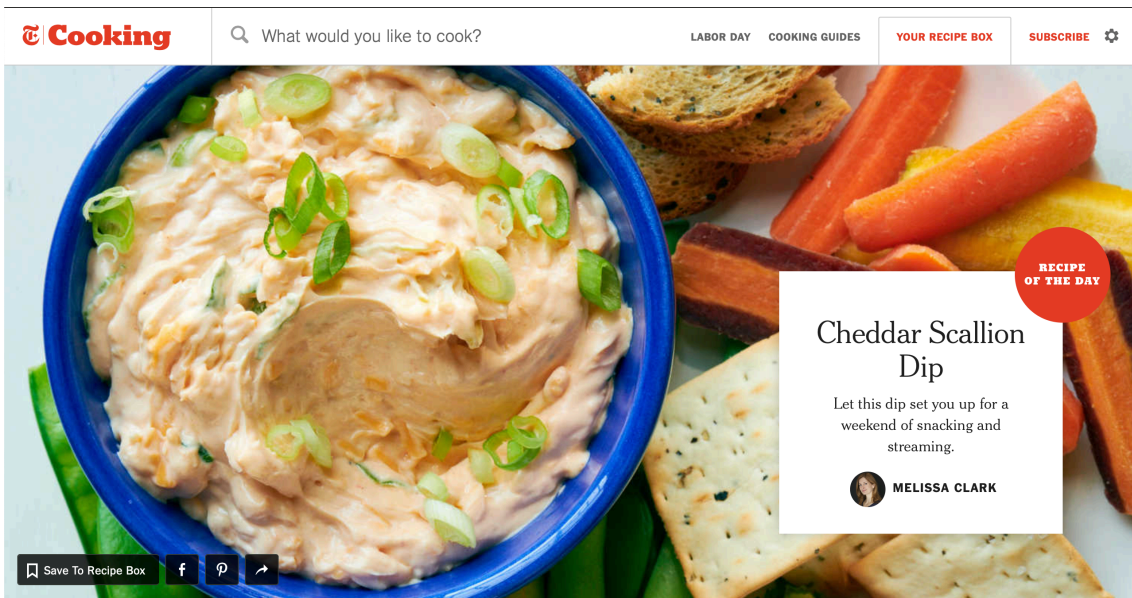 T Cooking
What would you like to cook?
LABOR DAY
COOKING GUIDES
YOUR RECIPE BOX
SUBSCRIBE
RECIPE
OF THE DAY
Cheddar Scallion
Dip
Let this dip set you up for a
weekend of snacking and
streaming.
MELISSA CLARK
Save To Recipe Box